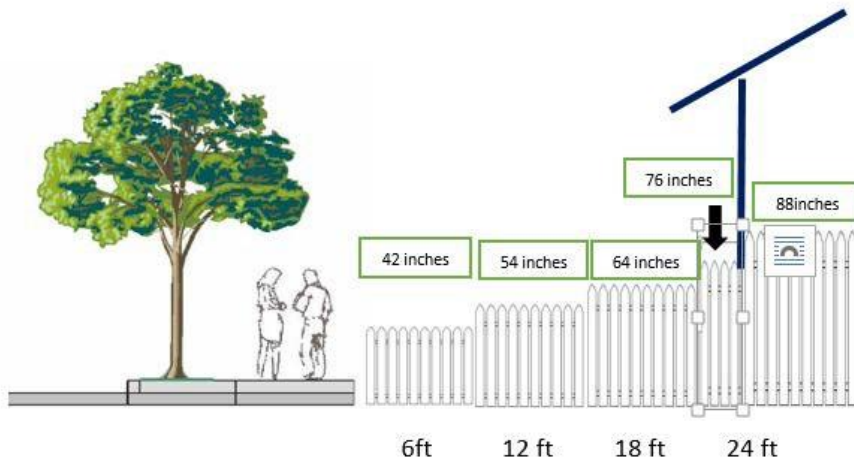 76 inches
88inches
42 inches
54 inches
64 inches
6ft
12 ft
18 ft
24 ft